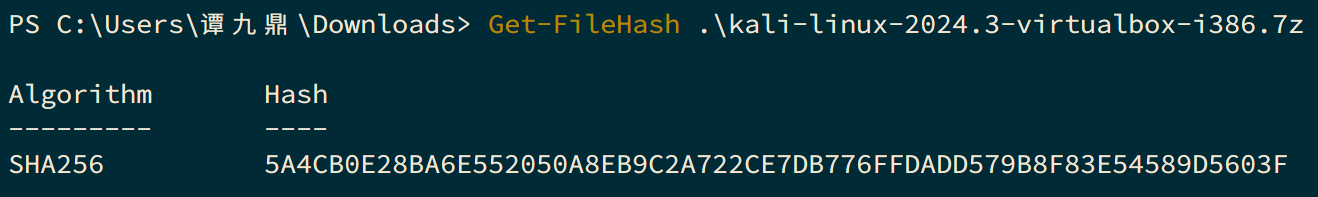 PS C:\Users\谭九鼎\Downloads> Get-FileHash .\kali-linux-2024.3-virtualbox-i386.7z
Algorithm       Hash
---------       ----
SHA256          5A4CB0E28BA6E552050A8EB9C2A722CE7DB776FFDADD579B8F83E54589D5603F